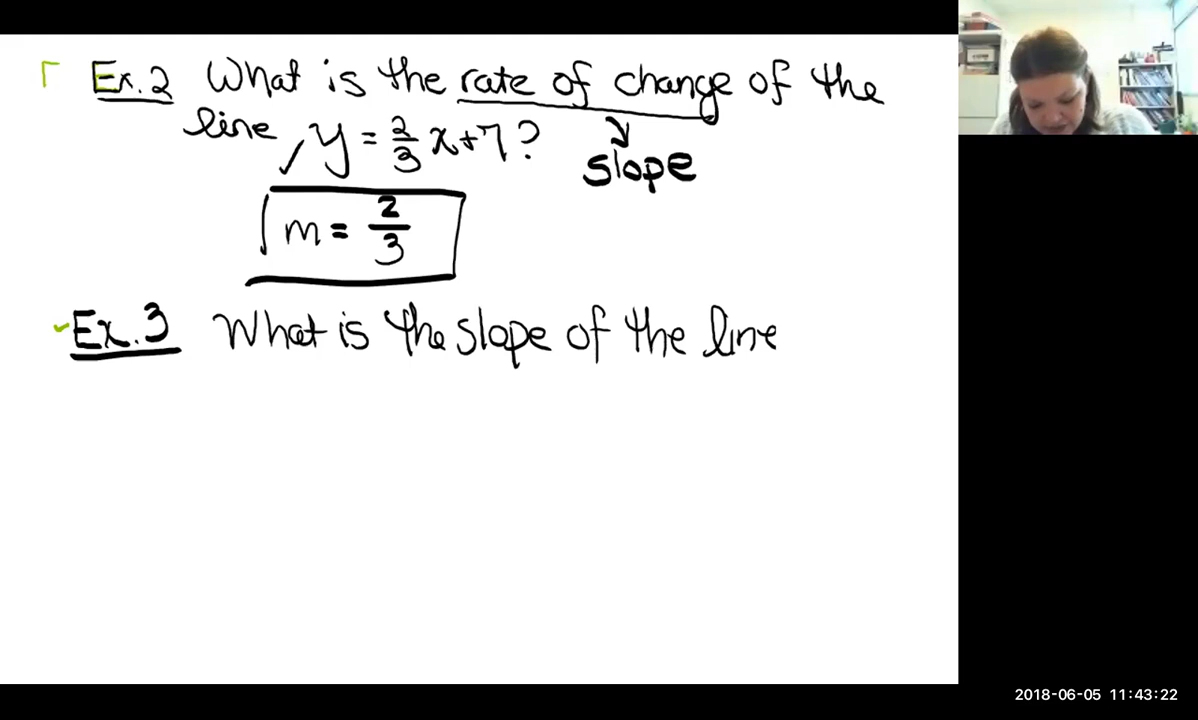 Ex.2 What is the rate of change of the
line, y = 2/3 x + 7?
slope
m = 2/3
Ex.3 What is the slope of the line
2018-06-05 11:43:22